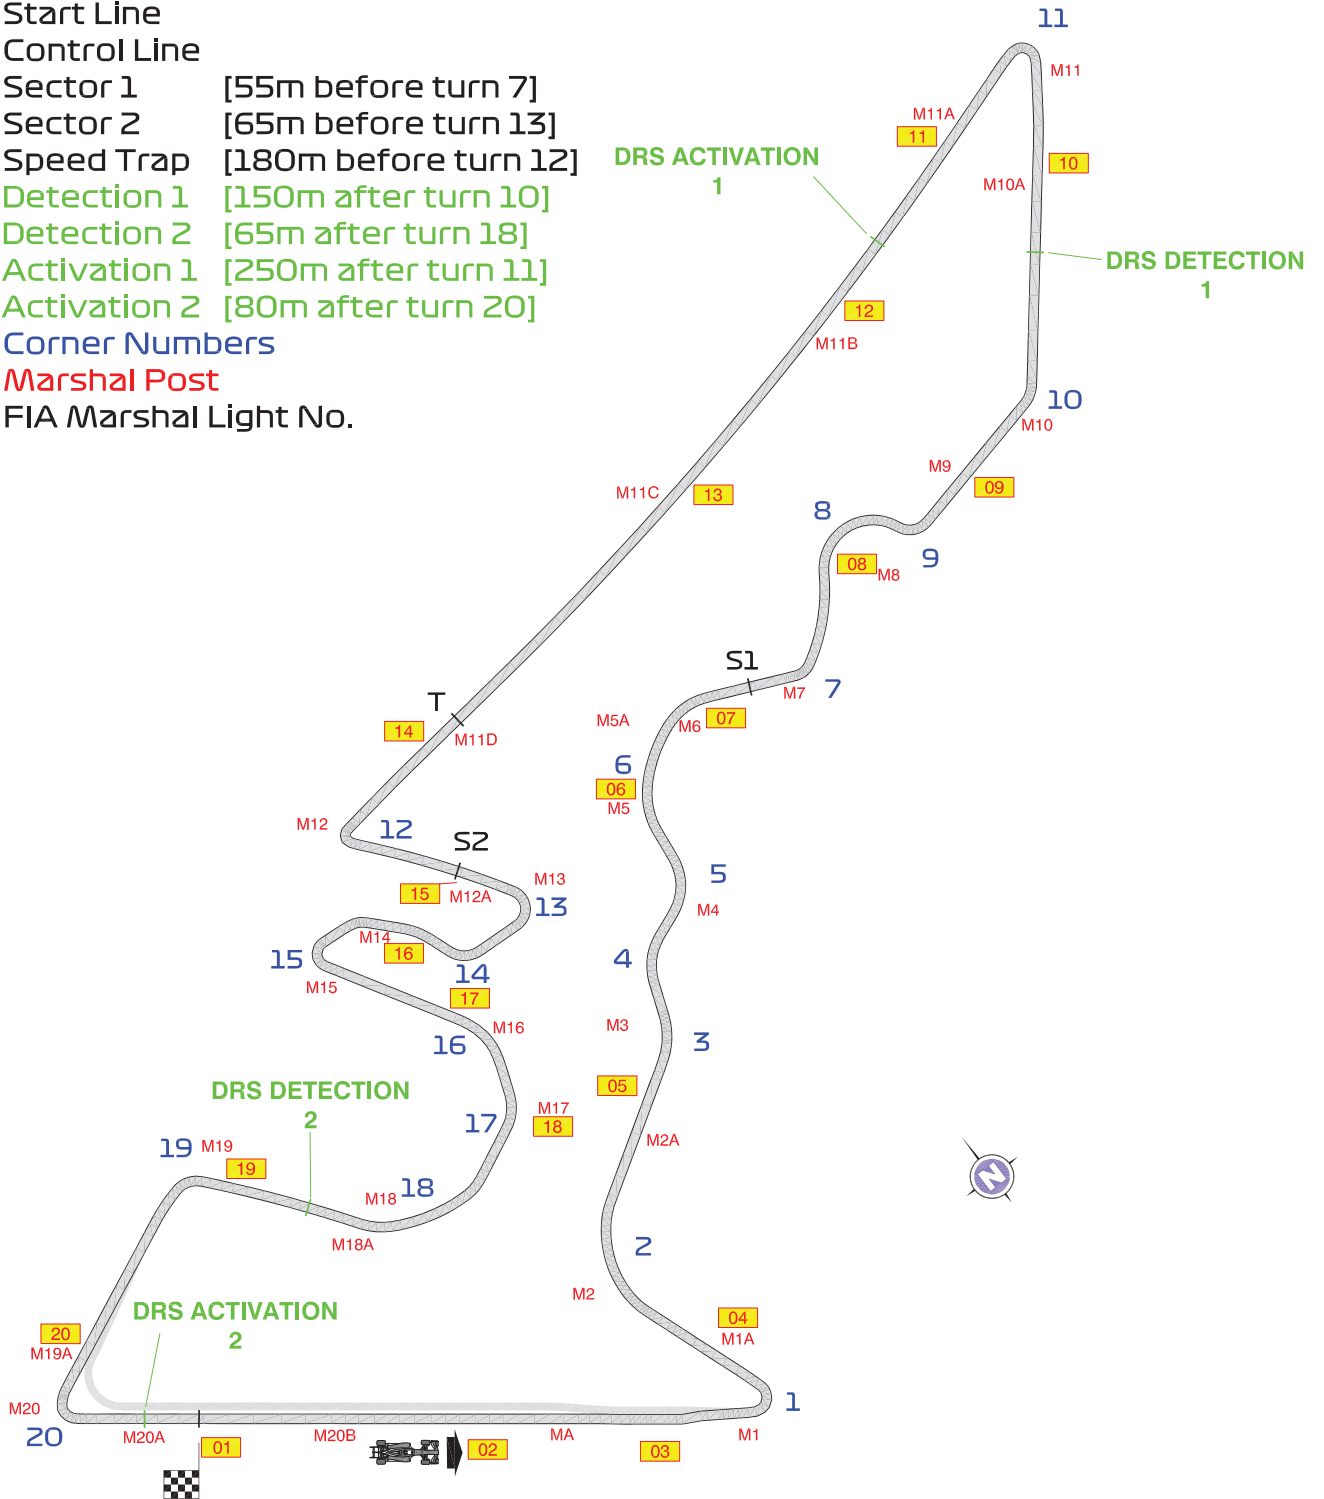 Start Line
Control Line
Sector 1 [55m before turn 7]
Sector 2 [65m before turn 13]
Speed Trap [180m before turn 12]
Detection 1 [150m after turn 10]
Detection 2 [65m after turn 18]
Activation 1 [250m after turn 11]
Activation 2 [80m after turn 20]
Corner Numbers
Marshal Post
FIA Marshal Light No.
11
M11
M11A
11
DRS ACTIVATION
1
10
M10A
DRS DETECTION
1
12
M11B
10
M10
M9
09
M11C
13
8
9
08
M8
S1
7
M7
T
14
M11D
M5A
M6
07
6
06
M5
M12
12
S2
15
M12A
M13
13
5
M4
M14
16
15
14
M15
17
4
M16
16
M3
3
05
DRS DETECTION
2
M17
18
17
M2A
19
M19
19
M18
18
M18A
2
M2
N
DRS ACTIVATION
2
04
M1A
20
M19A
M20
20
M20A
01
M20B
02
MA
03
M1
1